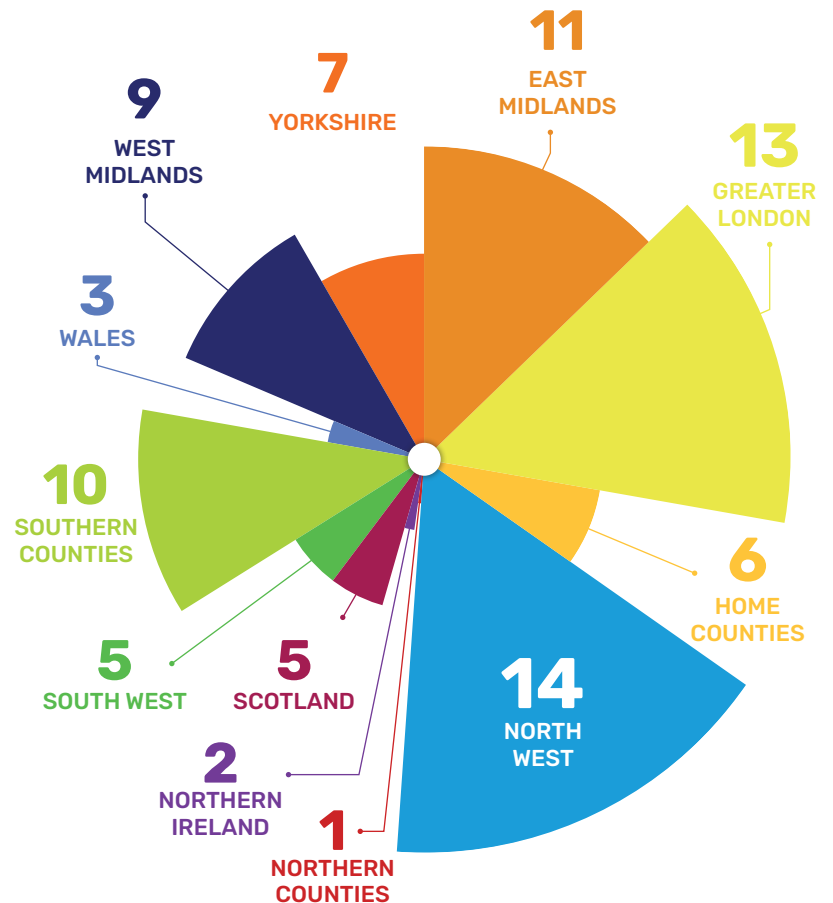 11
EAST
MIDLANDS
13
GREATER
LONDON
6
HOME
COUNTIES
14
NORTH
WEST
1
NORTHERN
COUNTIES
2
NORTHERN
IRELAND
5
SCOTLAND
5
SOUTH WEST
10
SOUTHERN
COUNTIES
3
WALES
9
WEST
MIDLANDS
7
YORKSHIRE